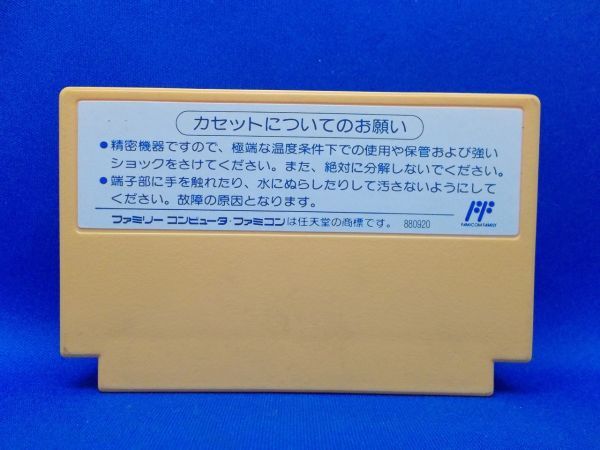 カセットについてのお願い
●精密機器ですので、極端な温度条件下での使用や保管および強い
ショックをさけてください。また、絶対に分解しないでください。
●端子部に手を触れたり、水にぬらしたりして汚さないようにして
ください。故障の原因となります。
ファミリーコンピュータ・ファミコンは任天堂の商標です。 880920
FF
FAMICOM FAMILY